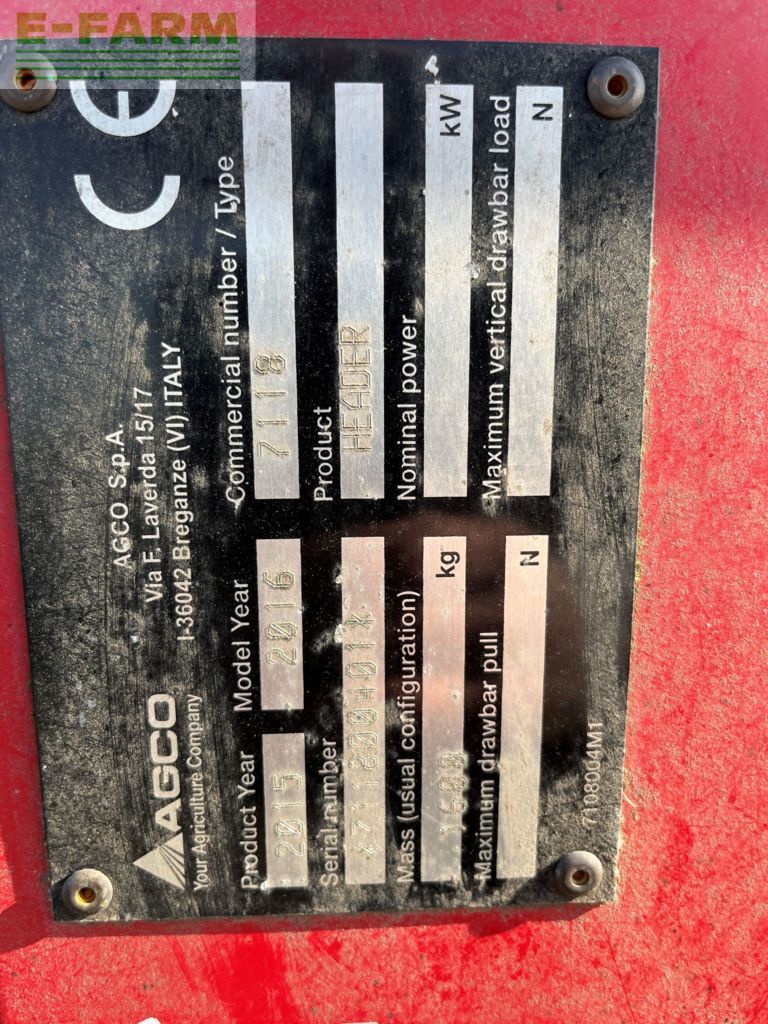 E-FARM
CE
AGCO
Your Agriculture Company
AGCO S.p.A.
Via F. Laverda 15/17
I-36042 Breganze (VI) ITALY
Product Year Model Year Commercial number / Type
2015 2016 7118
Serial number Product
HEADER
Mass (usual configuration) Nominal power
1600 kg kW
Maximum drawbar pull Maximum vertical drawbar load
N N
7108064M1